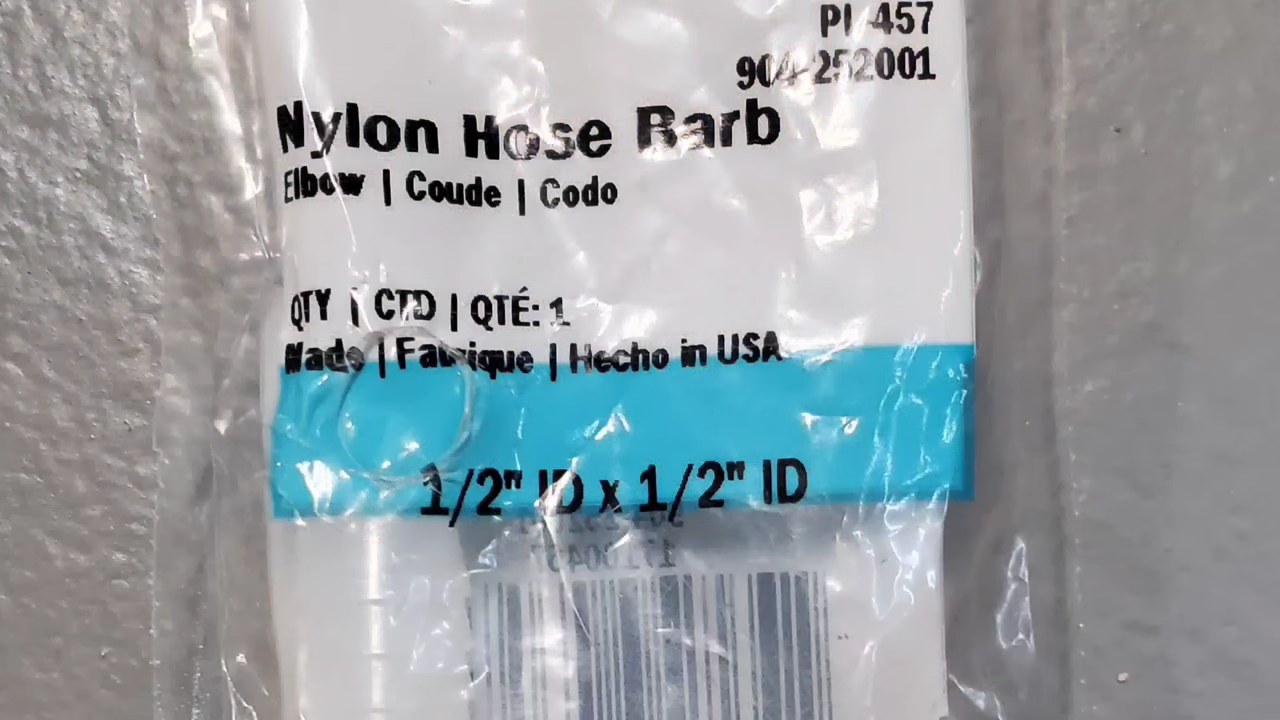 PL-457
904-252001
Nylon Hose Barb
Elbow | Coude | Codo
QTY | CTD | QTÉ: 1
Made | Fabrique | Hecho in USA
1/2" ID x 1/2" ID